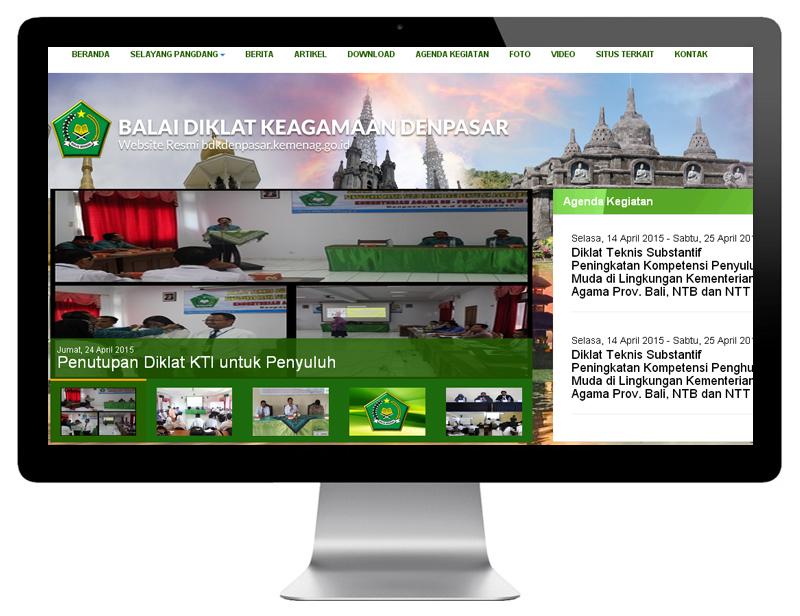 BERANDA SELAYANG PANGDANG BERITA ARTIKEL DOWNLOAD AGENDA KEGIATAN FOTO VIDEO SITUS TERKAIT KONTAK
BALAI DIKLAT KEAGAMAAN DENPASAR
Website Resmi bdkdenpasar.kemenag.go.id
Agenda Kegiatan
Selasa, 14 April 2015 - Sabtu, 25 April 201
Diklat Teknis Substantif
Peningkatan Kompetensi Penyulu
Muda di Lingkungan Kementerian
Agama Prov. Bali, NTB dan NTT
Selasa, 14 April 2015 - Sabtu, 25 April 201
Diklat Teknis Substantif
Peningkatan Kompetensi Penghu
Muda di Lingkungan Kementerian
Agama Prov. Bali, NTB dan NTT
Jumat, 24 April 2015
Penutupan Diklat KTI untuk Penyuluh